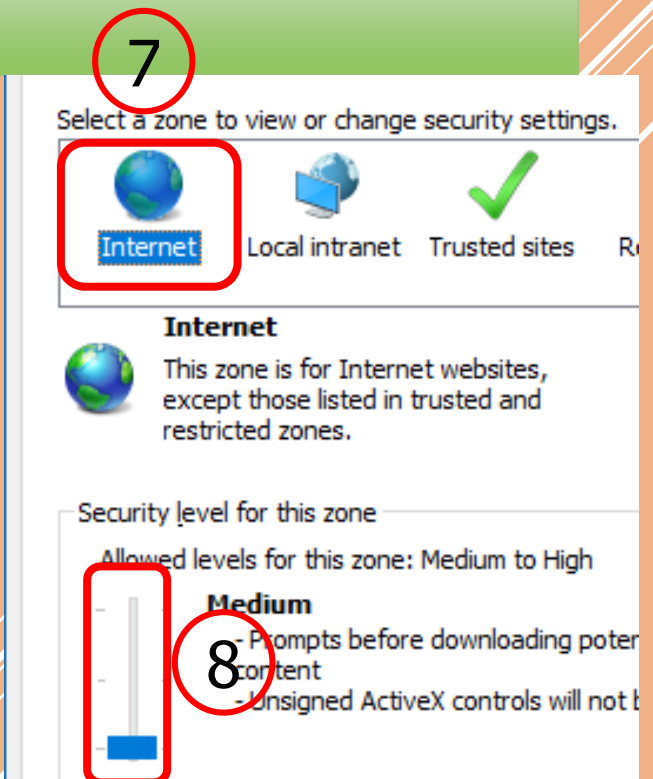 7
Select a zone to view or change security settings.
Internet Local intranet Trusted sites
Internet
This zone is for Internet websites,
except those listed in trusted and
restricted zones.
Security level for this zone
Allowed levels for this zone: Medium to High
Medium
- Prompts before downloading
content
8
- Unsigned ActiveX controls will not